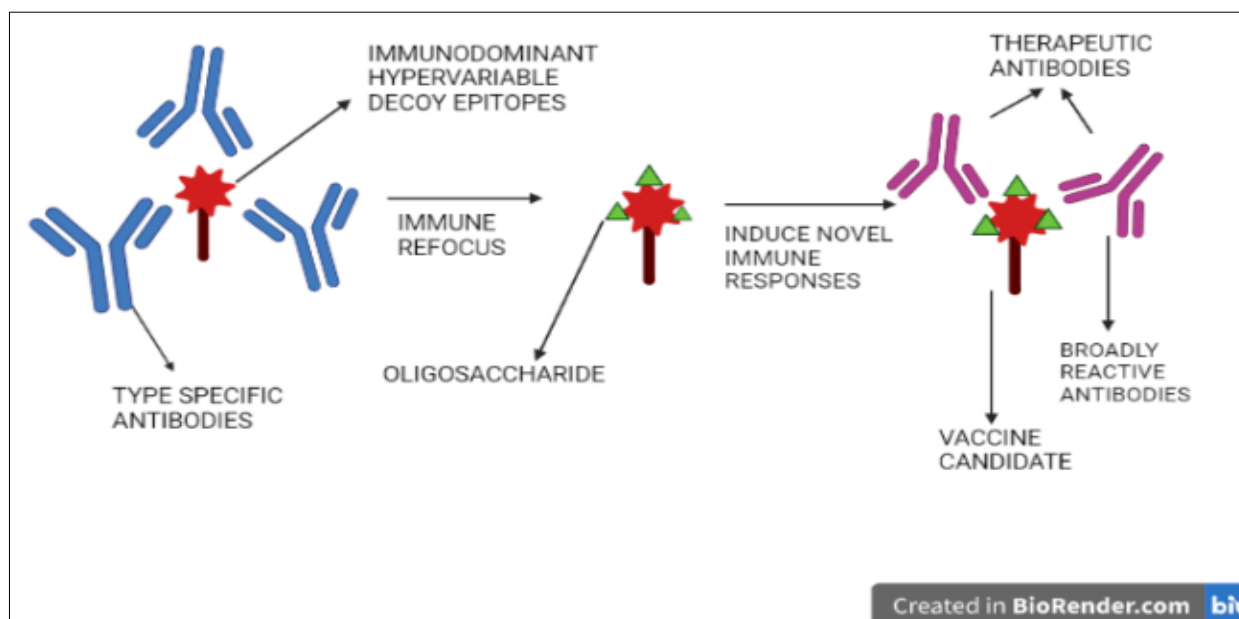 IMMUNODOMINANT
HYPERVARIABLE
DECOY EPITOPES
THERAPEUTIC
ANTIBODIES
IMMUNE
REFOCUS
INDUCE NOVEL
IMMUNE
RESPONSES
OLIGOSACCHARIDE
TYPE SPECIFIC
ANTIBODIES
BROADLY
REACTIVE
ANTIBODIES
VACCINE
CANDIDATE
Created in BioRender.com